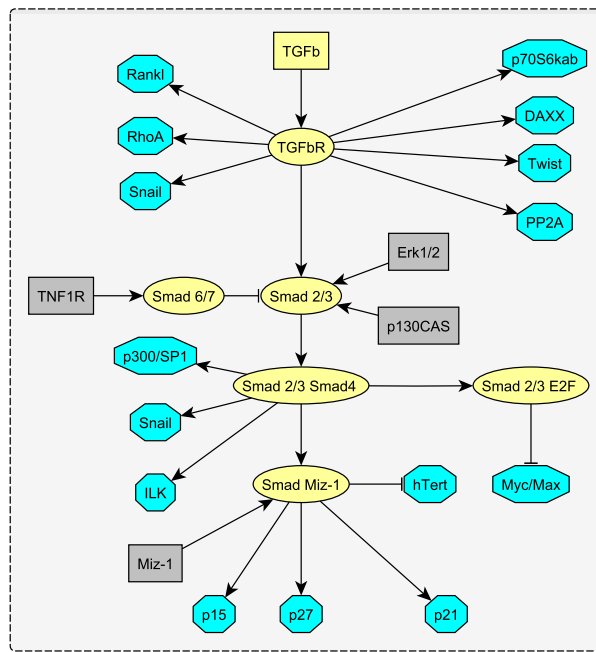 TGFb
p70S6kab
Rankl
DAXX
RhoA
TGFbR
Twist
Snail
PP2A
Erk1/2
TNF1R
Smad 6/7
Smad 2/3
p130CAS
p300/SP1
Smad 2/3 Smad4
Smad 2/3 E2F
Snail
ILK
Smad Miz-1
hTert
Myc/Max
Miz-1
p15
p27
p21